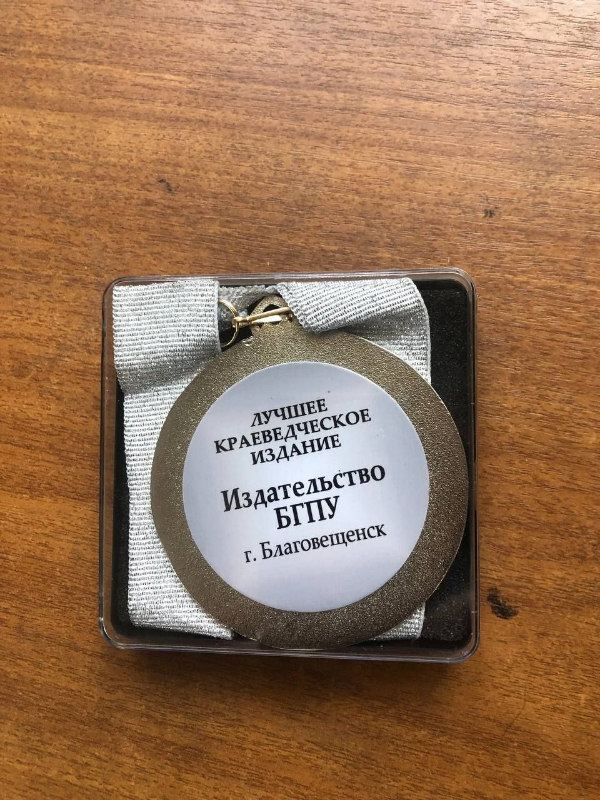 ЛУЧШЕЕ
КРАЕВЕДЧЕСКОЕ
ИЗДАНИЕ
Издательство
БГПУ
г. Благовещенск